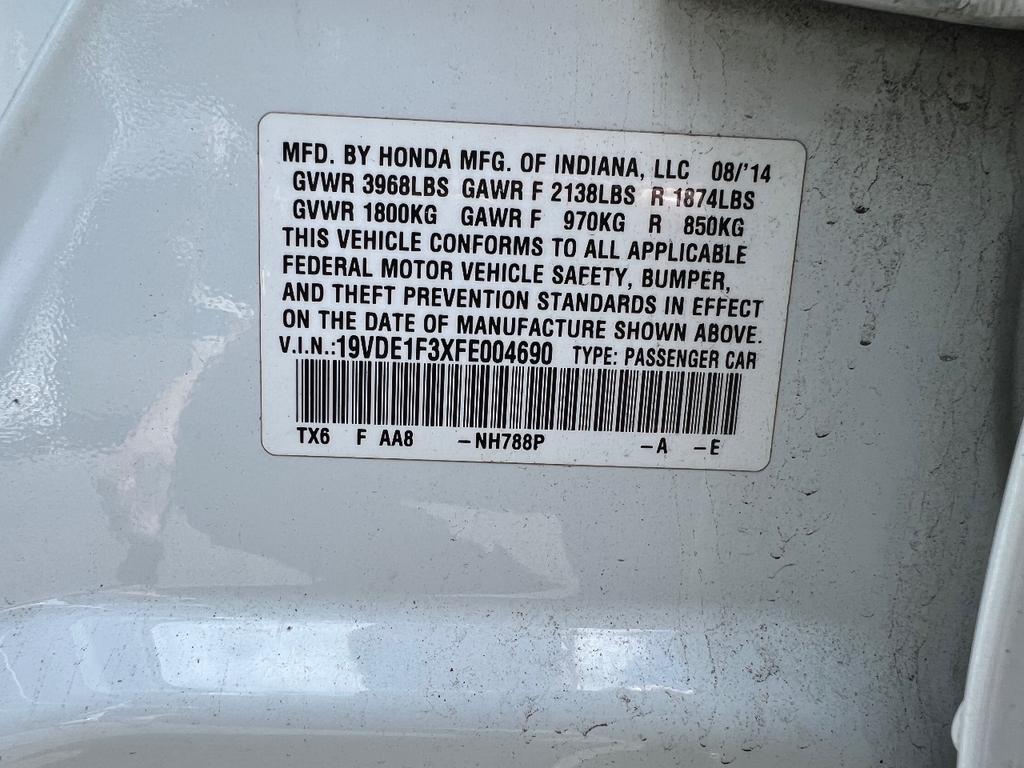 MFD. BY HONDA MFG. OF INDIANA, LLC 08/'14
GVWR 3968LBS GAWR F 2138LBS R 1874LBS
GVWR 1800KG GAWR F 970KG R 850KG
THIS VEHICLE CONFORMS TO ALL APPLICABLE
FEDERAL MOTOR VEHICLE SAFETY, BUMPER,
AND THEFT PREVENTION STANDARDS IN EFFECT
ON THE DATE OF MANUFACTURE SHOWN ABOVE.
V.I.N.:19VDE1F3XFE004690 TYPE: PASSENGER CAR
TX6 F AA8 –NH788P –A –E